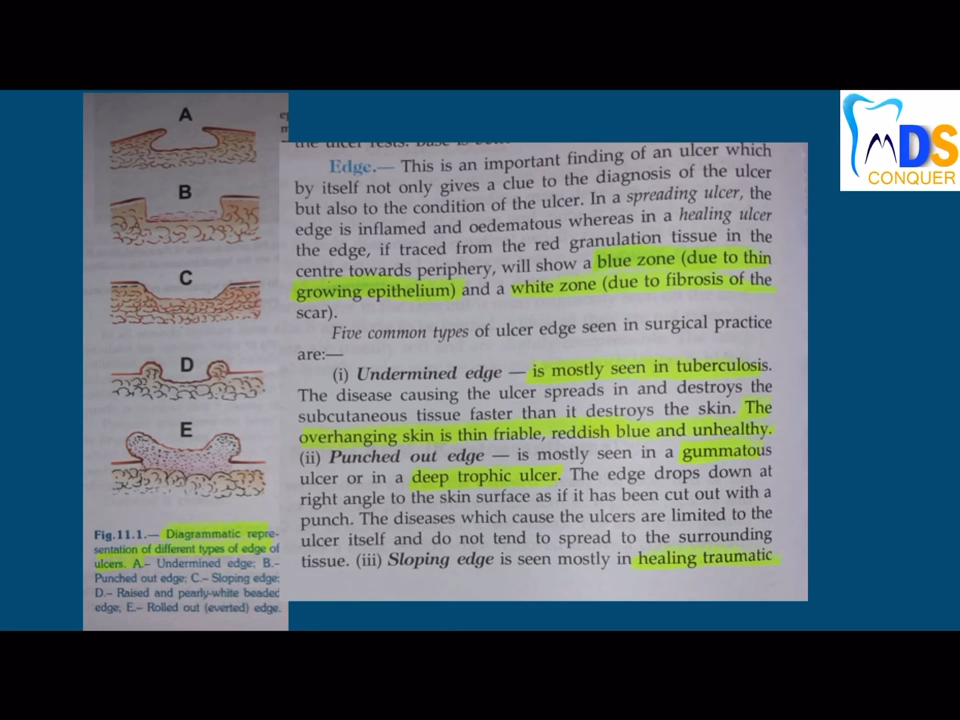 A
B
C
D
E
Fig.11.1.— Diagrammatic repre-
sentation of different types of edge of
ulcers. A.– Undermined edge; B.–
Punched out edge; C.– Sloping edge;
D.– Raised and pearly-white beaded
edge; E.– Rolled out (everted) edge.
Edge.— This is an important finding of an ulcer which
by itself not only gives a clue to the diagnosis of the ulcer
but also to the condition of the ulcer. In a spreading ulcer, the
edge is inflamed and oedematous whereas in a healing ulcer
the edge, if traced from the red granulation tissue in the
centre towards periphery, will show a blue zone (due to thin
growing epithelium) and a white zone (due to fibrosis of the
scar).
Five common types of ulcer edge seen in surgical practice
are:—
(i) Undermined edge — is mostly seen in tuberculosis.
The disease causing the ulcer spreads in and destroys the
subcutaneous tissue faster than it destroys the skin. The
overhanging skin is thin friable, reddish blue and unhealthy.
(ii) Punched out edge — is mostly seen in a gummatous
ulcer or in a deep trophic ulcer. The edge drops down at
right angle to the skin surface as if it has been cut out with a
punch. The diseases which cause the ulcers are limited to the
ulcer itself and do not tend to spread to the surrounding
tissue. (iii) Sloping edge is seen mostly in healing traumatic
MDS
CONQUER